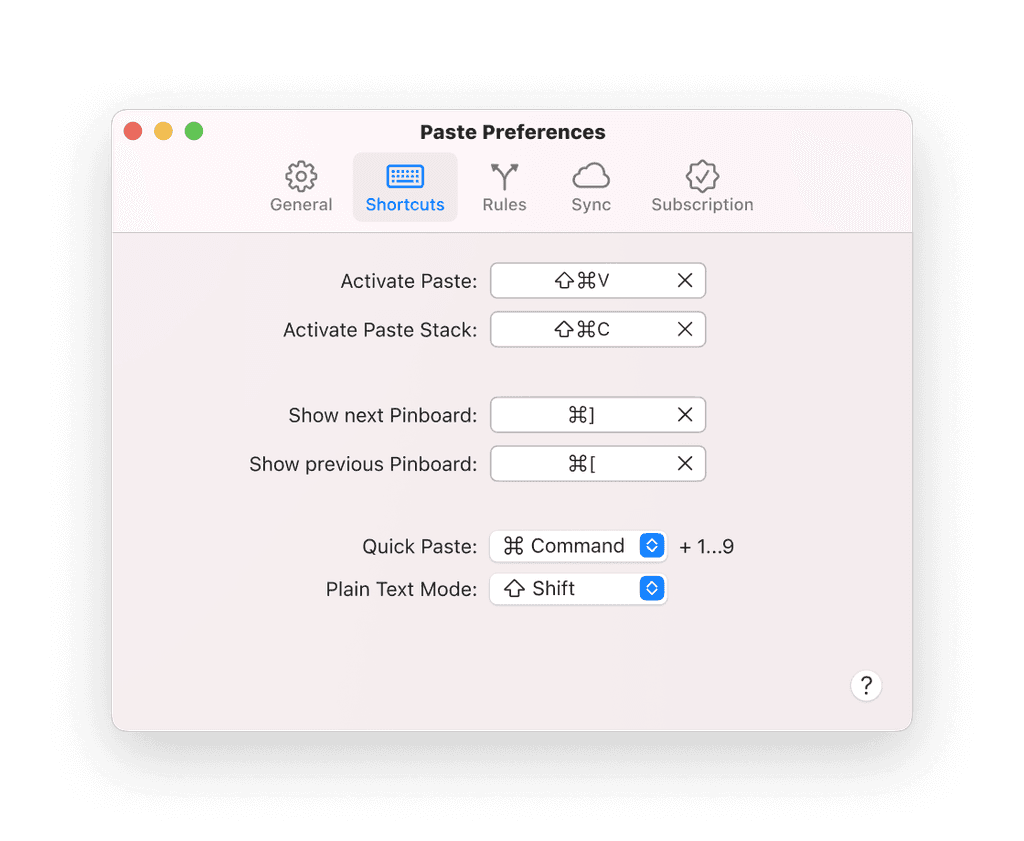 Paste Preferences
General Shortcuts Rules Sync Subscription
Activate Paste: ⇧⌘V
Activate Paste Stack: ⇧⌘C
Show next Pinboard: ⌘]
Show previous Pinboard: ⌘[
Quick Paste: ⌘ Command + 1...9
Plain Text Mode: ⇧ Shift
?